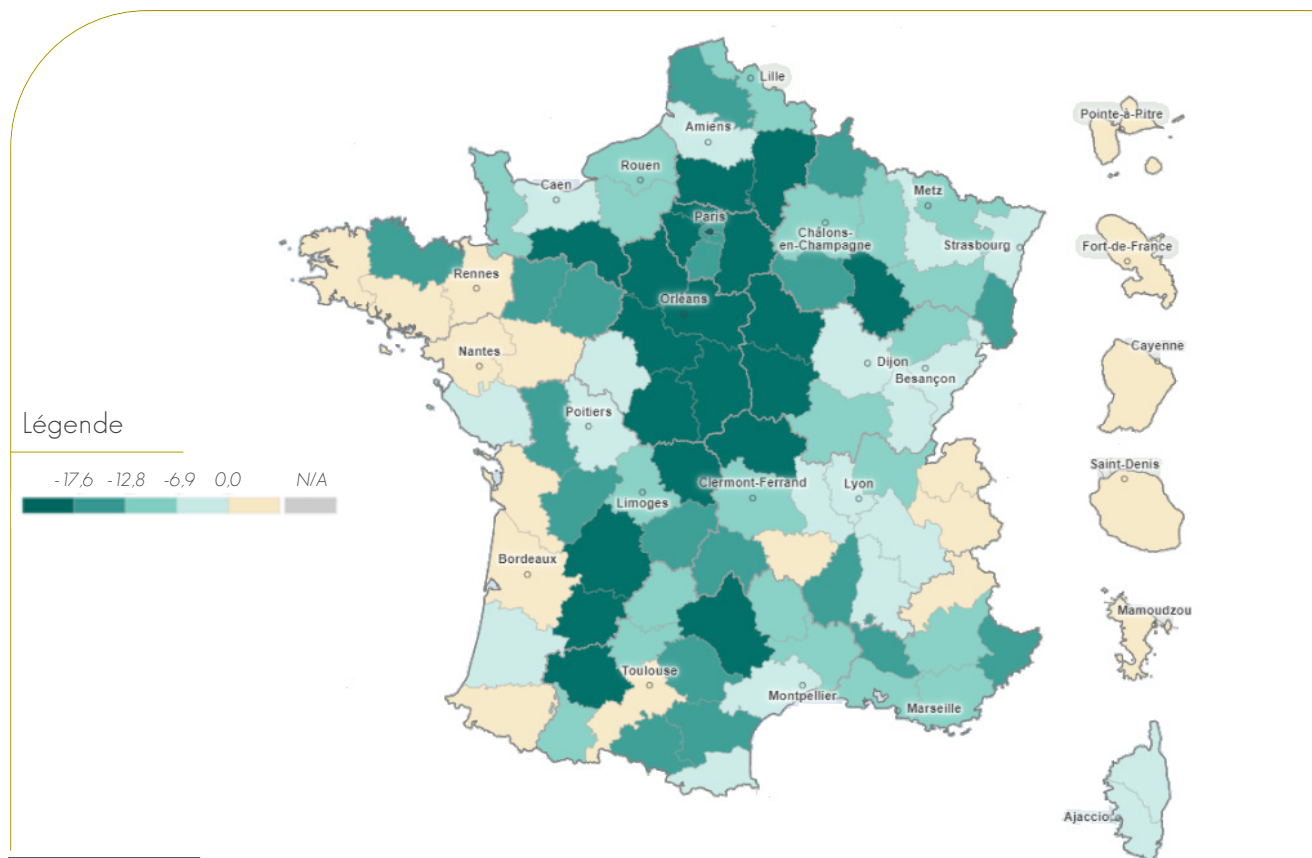 Lille
Pointe-à-Pitre
Amiens
Rouen
Metz
Caen
Paris
Châlons-
en-Champagne
Strasbourg
Fort-de-France
Rennes
Orléans
Cayenne
Nantes
Dijon
Besançon
Légende
Poitiers
Saint-Denis
-17,6 -12,8 -6,9 0,0 N/A
Clermont-Ferrand
Lyon
Limoges
Bordeaux
Mamoudzou
Toulouse
Montpellier
Marseille
Ajaccio